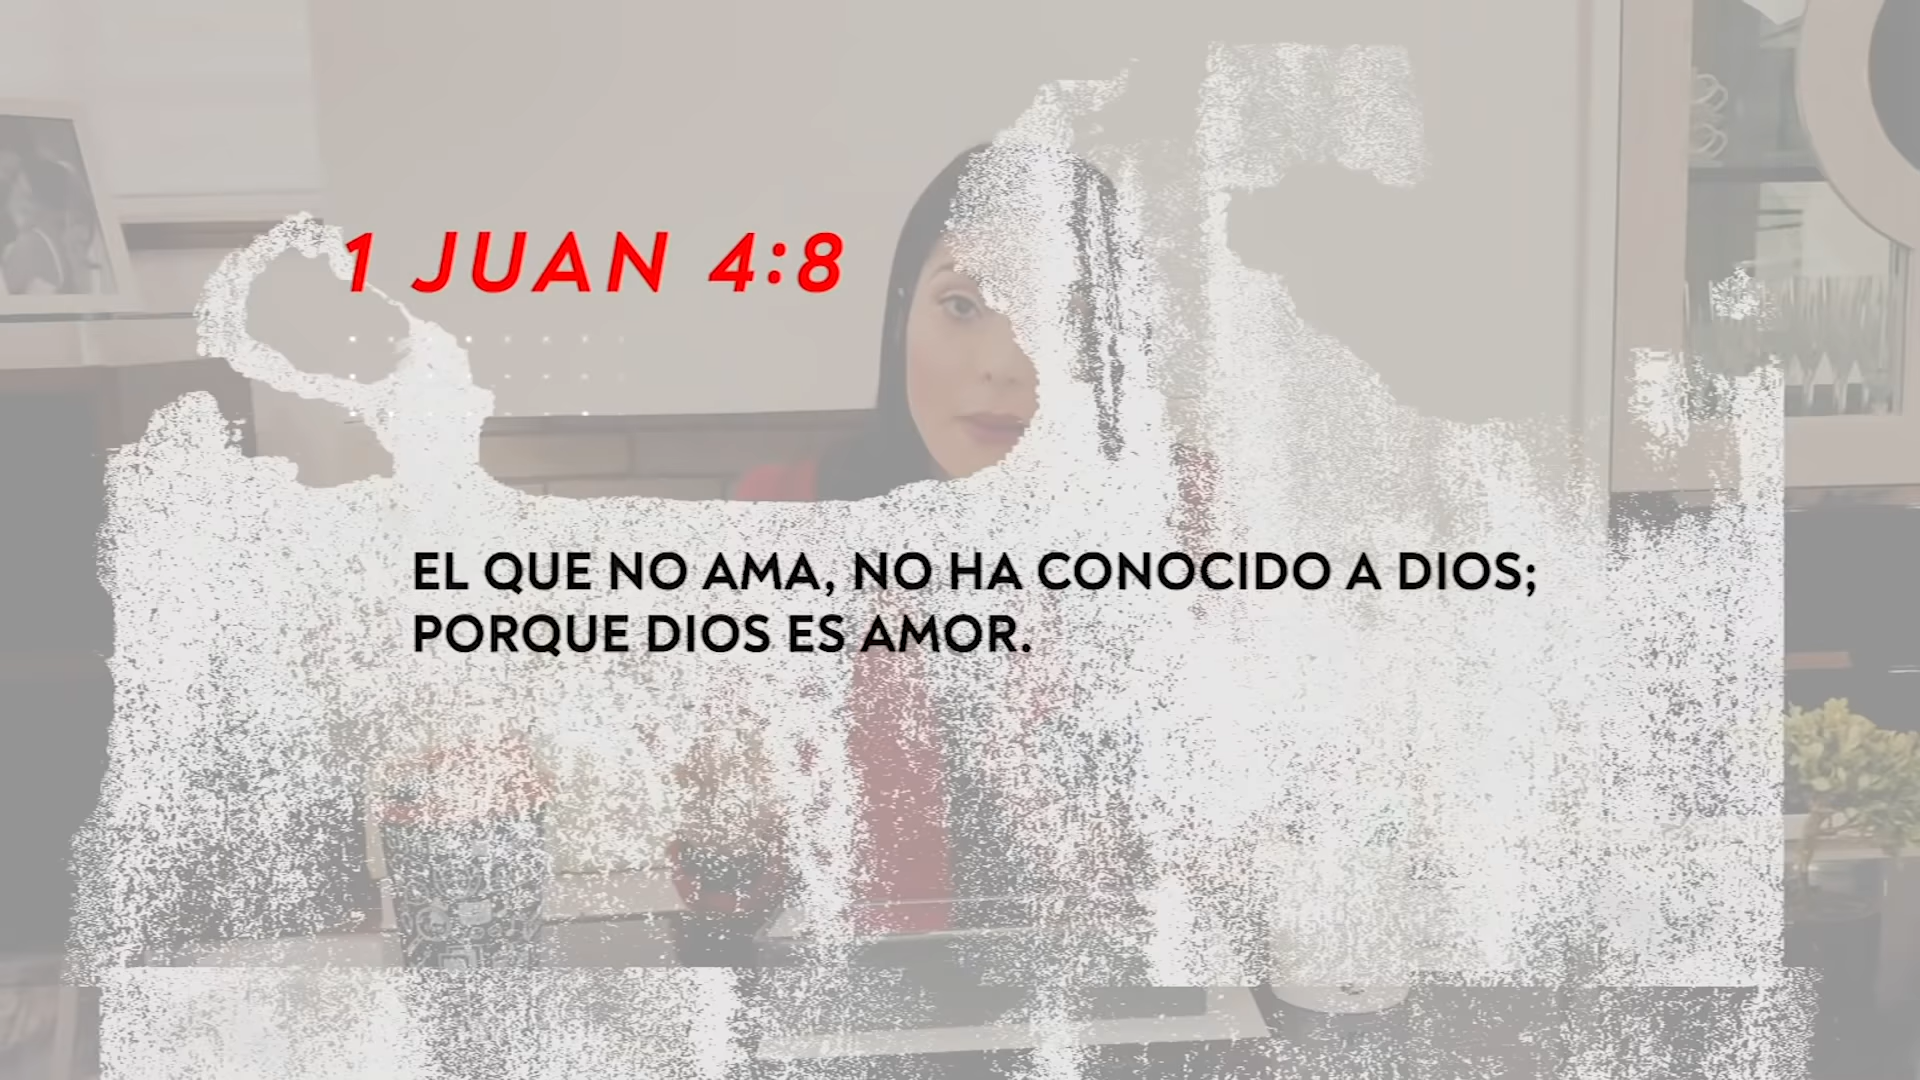 1 JUAN 4:8
EL QUE NO AMA, NO HA CONOCIDO A DIOS;
PORQUE DIOS ES AMOR.